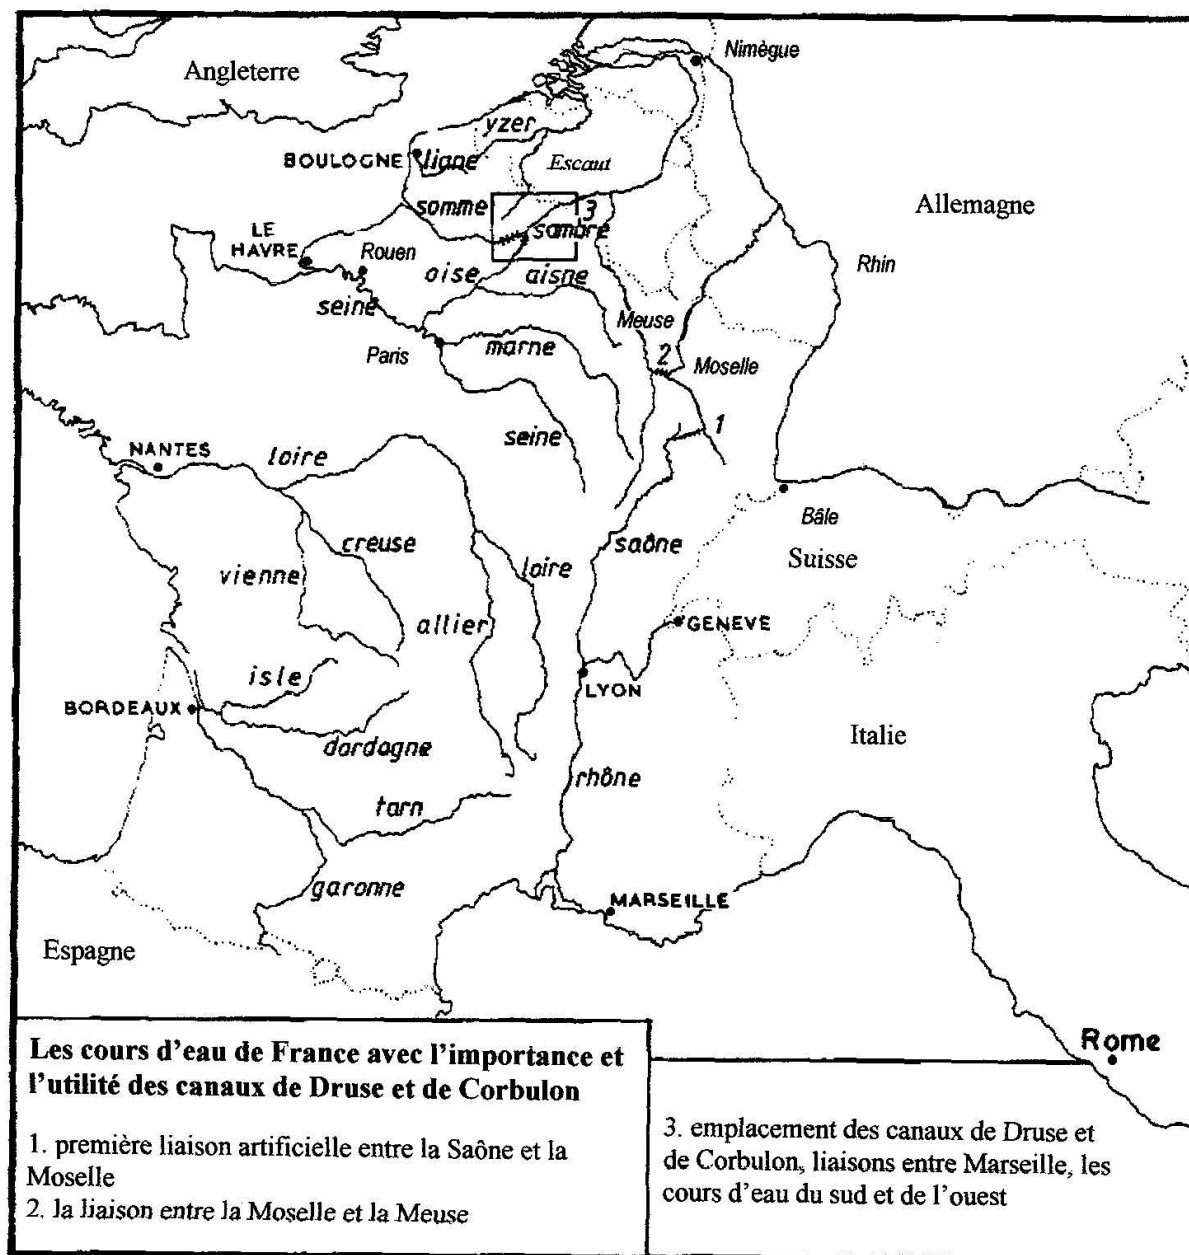 Nimègue
Angleterre
yzer
BOULOGNE
liane
Escaut
Allemagne
somme
3
sambre
LE
HAVRE
Rouen
Rhin
oise
aisne
seine
Meuse
Paris
marne
2
Moselle
seine
1
NANTES
loire
Bâle
creuse
saône
Suisse
vienne
loire
allier
GENEVE
isle
LYON
BORDEAUX
Italie
dordogne
rhône
tarn
garonne
MARSEILLE
Espagne
Rome
Les cours d'eau de France avec l'importance et
l'utilité des canaux de Druse et de Corbulon
1. première liaison artificielle entre la Saône et la
Moselle
2. la liaison entre la Moselle et la Meuse
3. emplacement des canaux de Druse et
de Corbulon, liaisons entre Marseille, les
cours d'eau du sud et de l'ouest